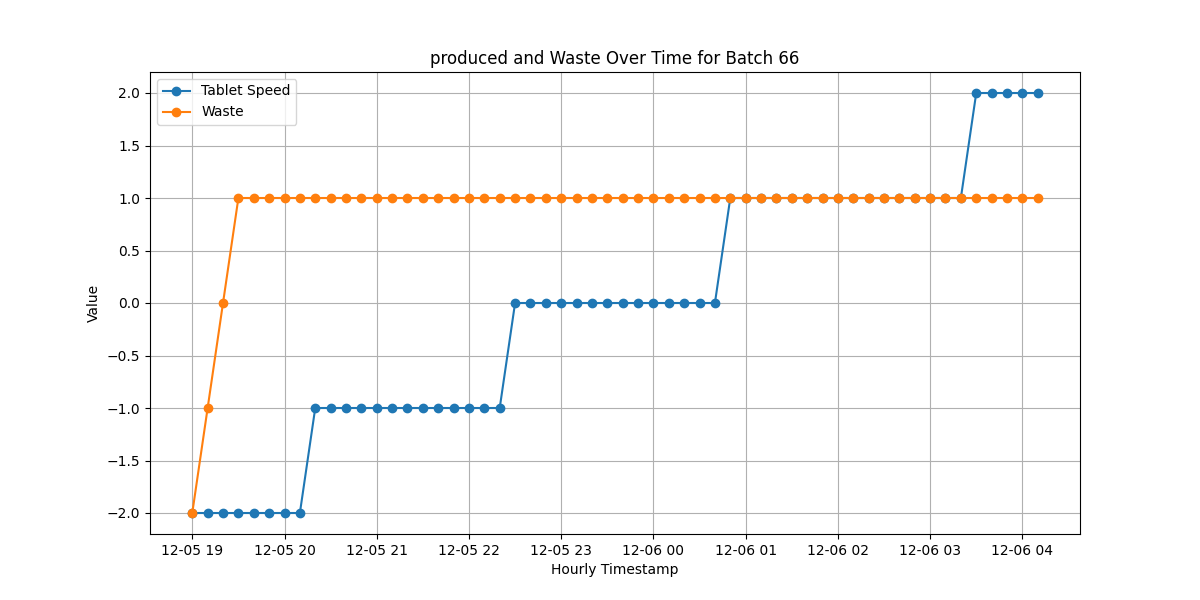 produced and Waste Over Time for Batch 66
Tablet Speed
Waste
2.0
1.5
1.0
0.5
0.0
−0.5
−1.0
−1.5
−2.0
Value
12-05 19 12-05 20 12-05 21 12-05 22 12-05 23 12-06 00 12-06 01 12-06 02 12-06 03 12-06 04
Hourly Timestamp